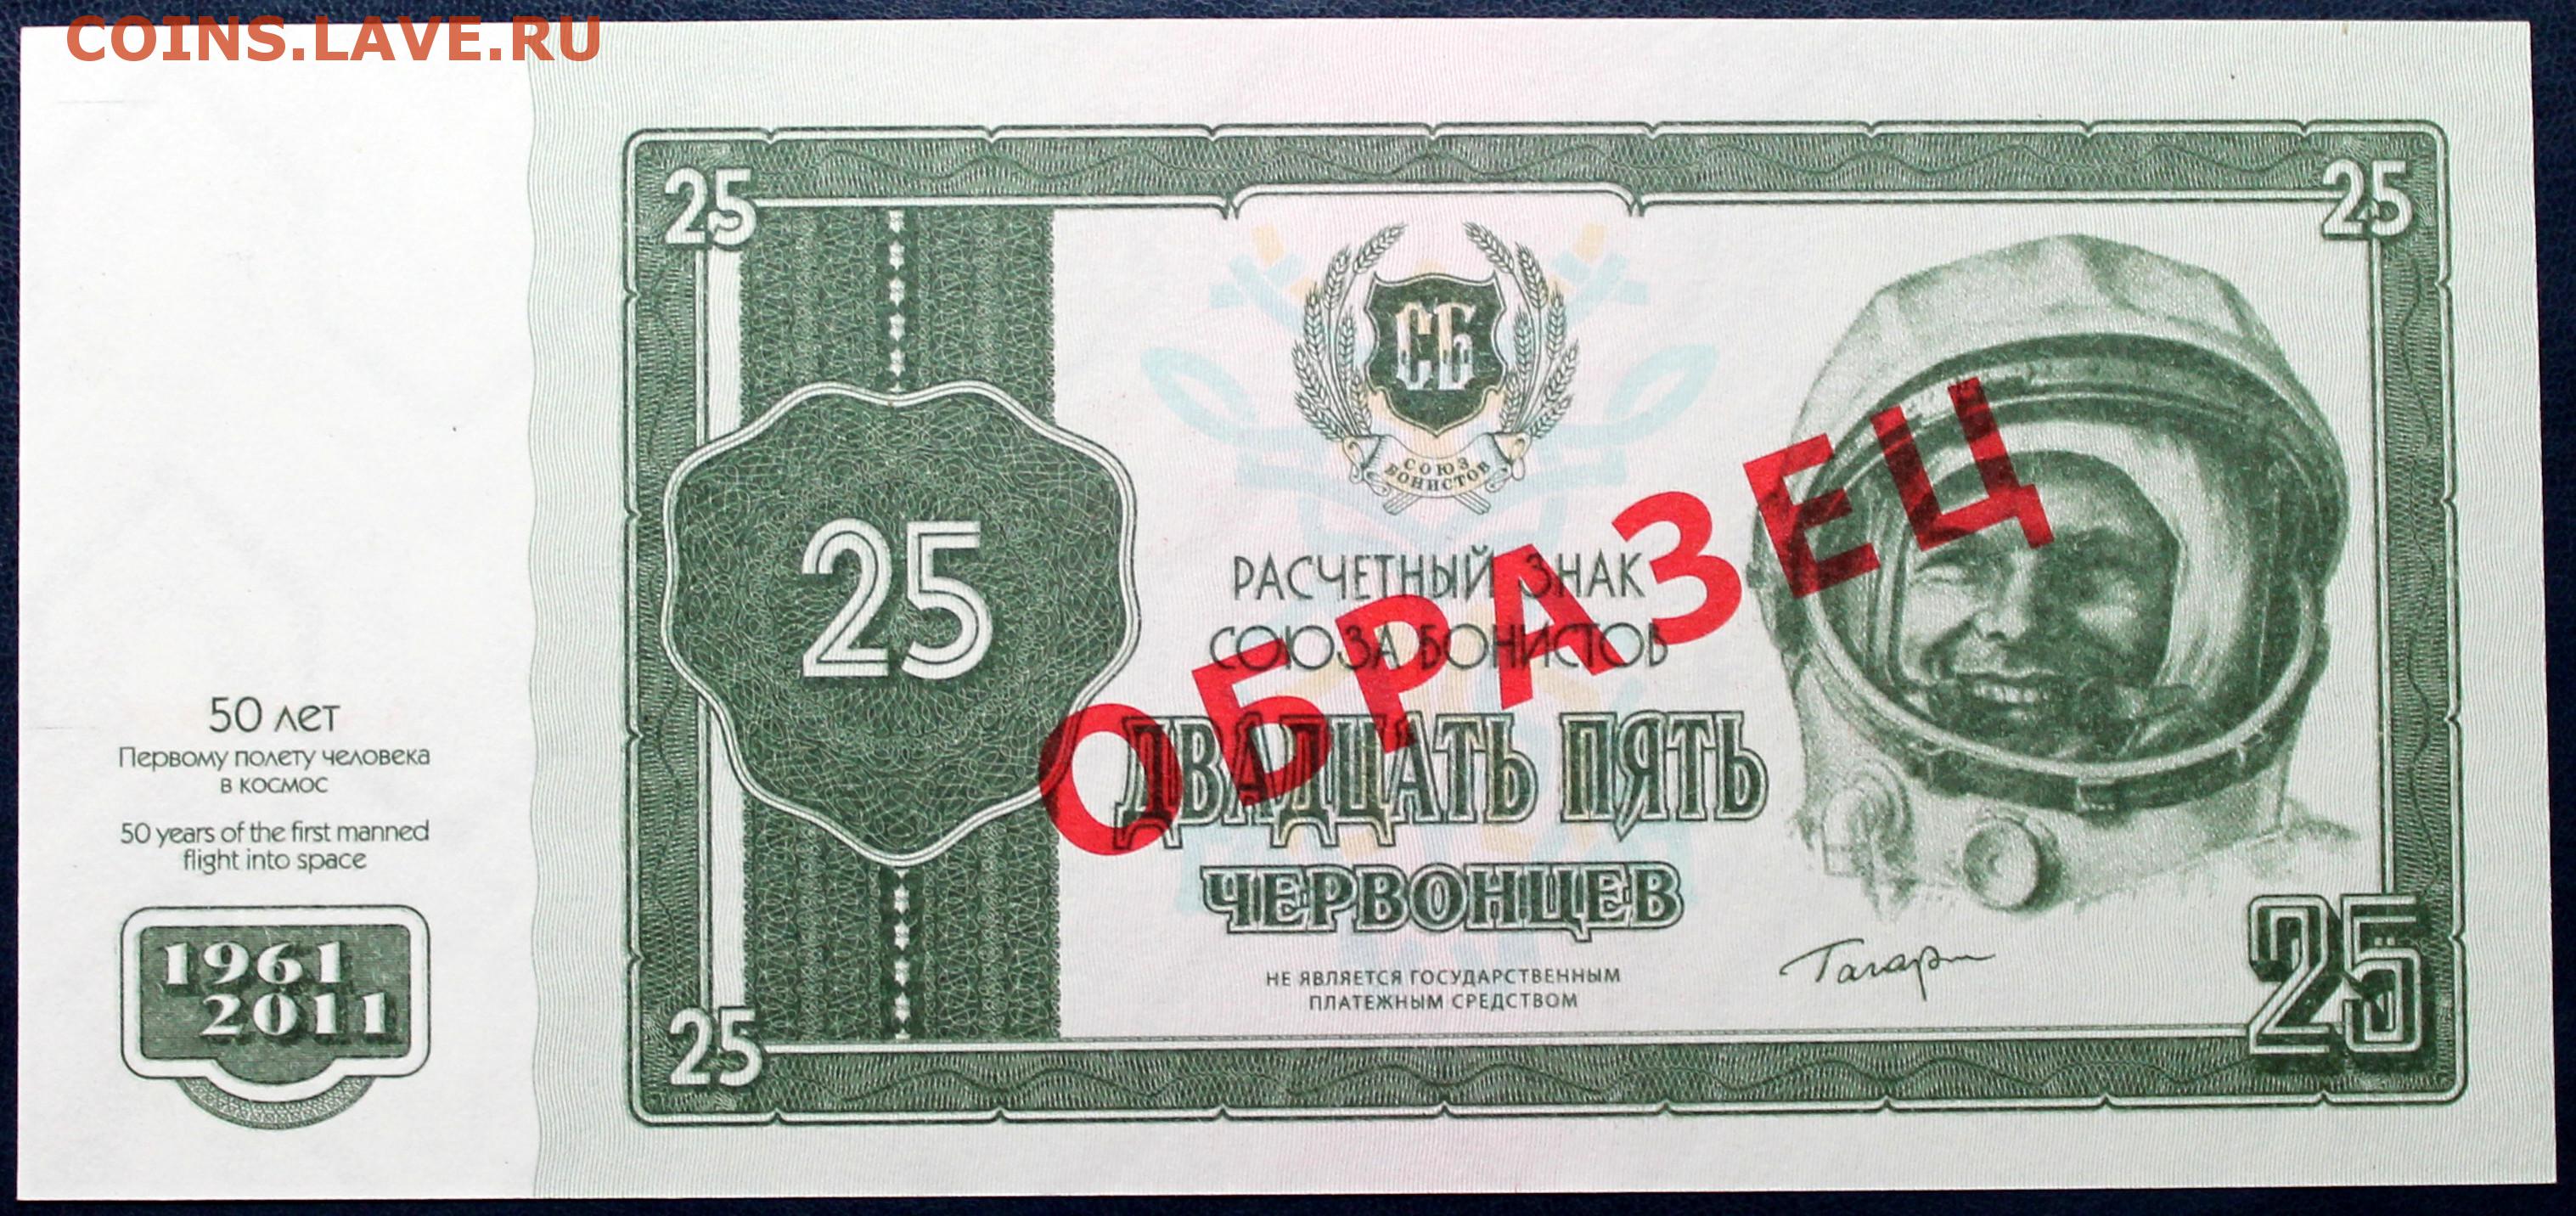 COINS.LAVE.RU
25
25
СБ
СОЮЗ
БОНИСТОВ
25
РАСЧЕТНЫЙ ЗНАК
СОЮЗА БОНИСТОВ
ДВАДЦАТЬ ПЯТЬ
ЧЕРВОНЦЕВ
НЕ ЯВЛЯЕТСЯ ГОСУДАРСТВЕННЫМ
ПЛАТЕЖНЫМ СРЕДСТВОМ
ОБРАЗЕЦ
Гагарин
25
25
50 лет
Первому полету человека
в космос
50 years of the first manned
flight into space
1961
2011